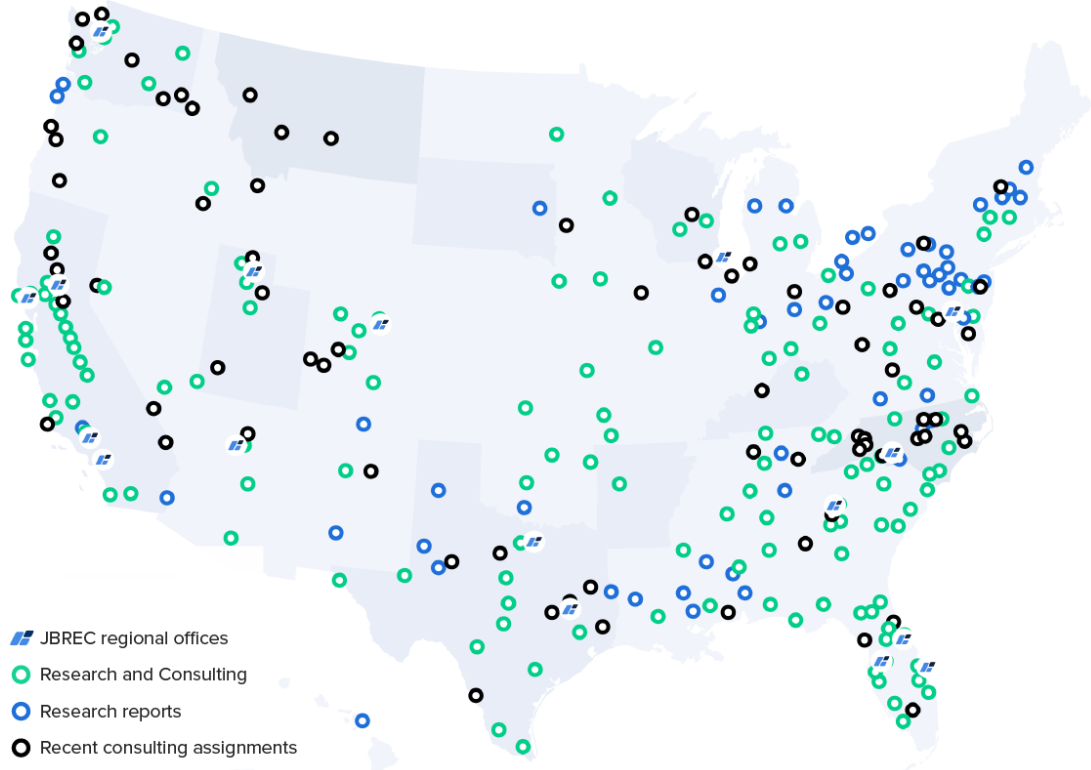 JBREC regional offices
Research and Consulting
Research reports
Recent consulting assignments